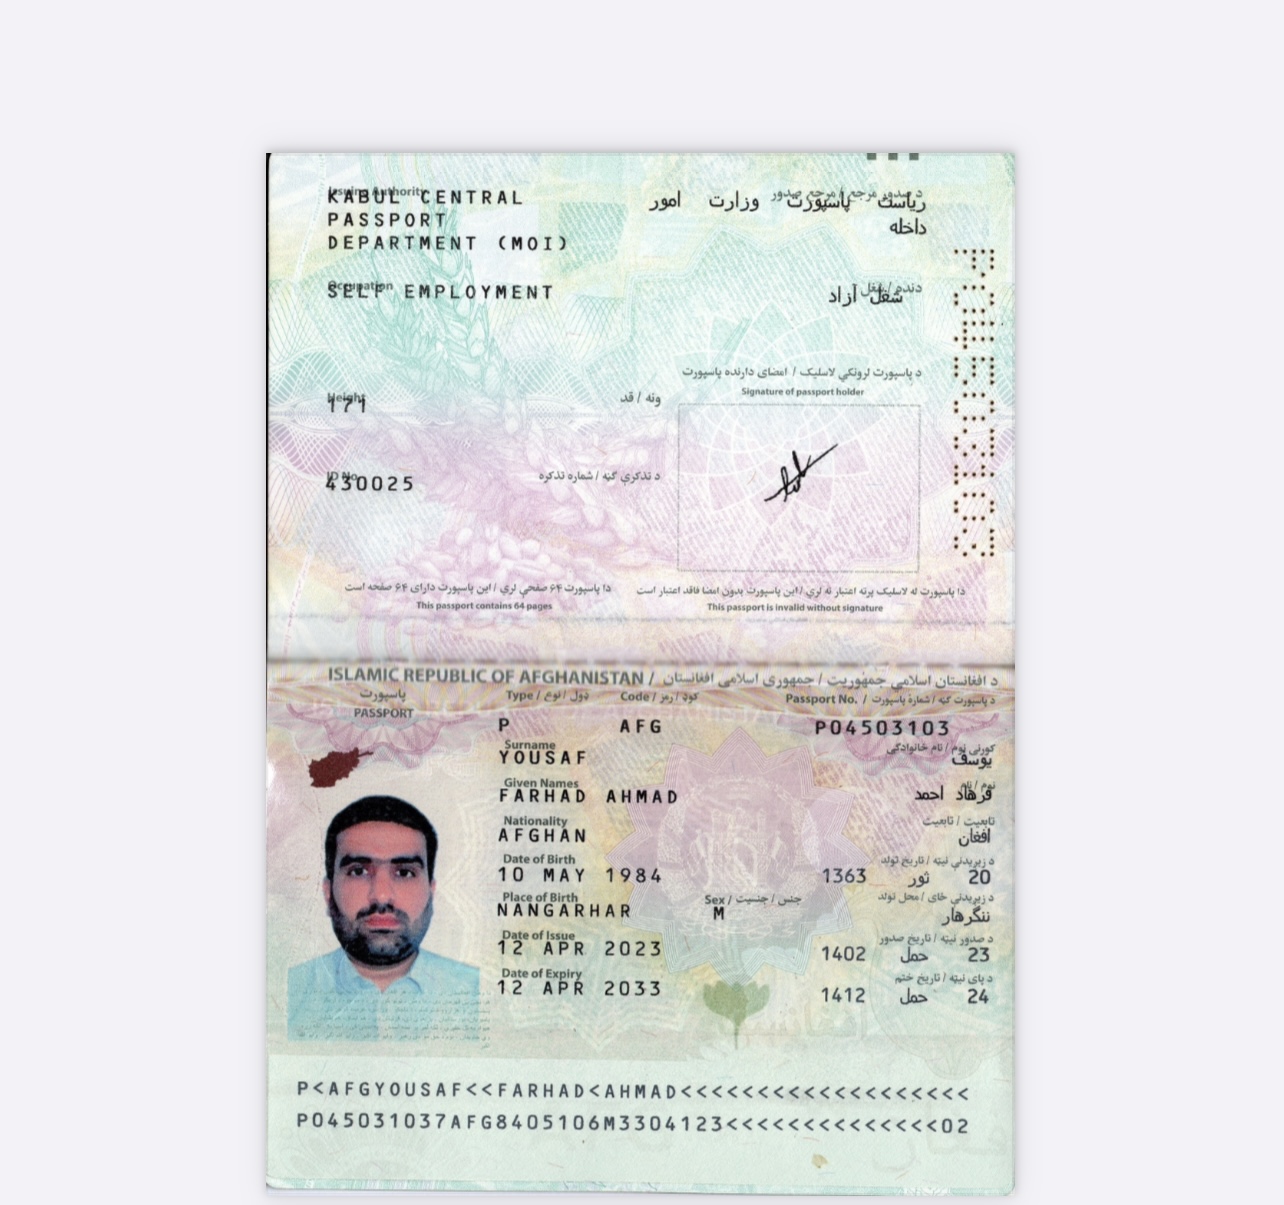 Issuing Authority
د صدور مرجع / مرجع صدور
KABUL CENTRAL
PASSPORT
DEPARTMENT (MOI)
ریاست پاسپورت وزارت امور
داخله
Occupation
دنده / شغل
SELF EMPLOYMENT
شغل آزاد
د پاسپورت لرونکي لاسلیک / امضای دارنده پاسپورت
Signature of passport holder
Height
ونه / قد
171
ID No.
د تذکرې ګڼه / شماره تذکره
430025
P04503103
دا پاسپورت ۶۴ صفحې لري / این پاسپورت دارای ۶۴ صفحه است
This passport contains 64 pages
دا پاسپورت له لاسلیک پرته اعتبار نه لري / این پاسپورت بدون امضا فاقد اعتبار است
This passport is invalid without signature
ISLAMIC REPUBLIC OF AFGHANISTAN / د افغانستان اسلامي جمهوریت / جمهوری اسلامی افغانستان
پاسپورت
PASSPORT
Type / ډول / نوع
Code / کوډ / رمز
Passport No. / د پاسپورت ګڼه / شمارهٔ پاسپورت
P
AFG
P04503103
Surname
کورنی نوم / نام خانوادگی
YOUSAF
یوسف
Given Names
نوم / نام
FARHAD AHMAD
فرهاد احمد
Nationality
تابعیت / تابعیت
AFGHAN
افغان
Date of Birth
د زیږیدنې نیټه / تاریخ تولد
10 MAY 1984
20 ثور 1363
Place of Birth
Sex / جنس / جنسیت
د زیږیدنې ځای / محل تولد
NANGARHAR
M
ننگرهار
Date of Issue
د صدور نیټه / تاریخ صدور
12 APR 2023
23 حمل 1402
Date of Expiry
د پای نیټه / تاریخ ختم
12 APR 2033
24 حمل 1412
P<AFGYOUSAF<<FARHAD<AHMAD<<<<<<<<<<<<<<<<<<<
P045031037AFG8405106M3304123<<<<<<<<<<<<<<02